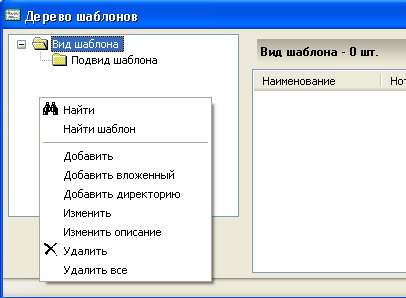 Дерево шаблонов
Вид шаблона
Подвид шаблона
Вид шаблона - 0 шт.
Наименование
Найти
Найти шаблон
Добавить
Добавить вложенный
Добавить директорию
Изменить
Изменить описание
Удалить
Удалить все